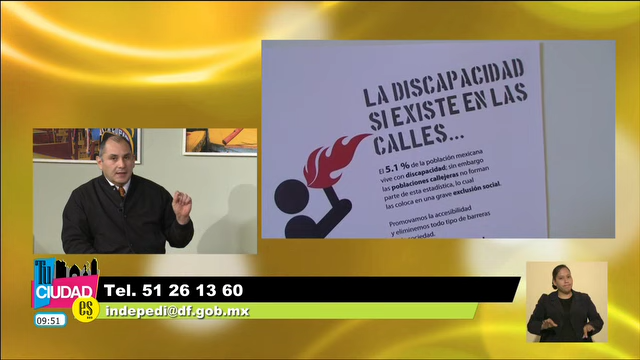 LA DISCAPACIDAD
SI EXISTE EN LAS
CALLES...
El 5.1 % de la población mexicana
vive con discapacidad; sin embargo
las poblaciones callejeras no forman
parte de esta estadística, lo cual
las coloca en una grave exclusión social.
Promovamos la accesibilidad
y eliminemos todo tipo de barreras
sociedad.
Tu
CIUDAD
es
09:51
Tel. 51 26 13 60
indepedi@df.gob.mx